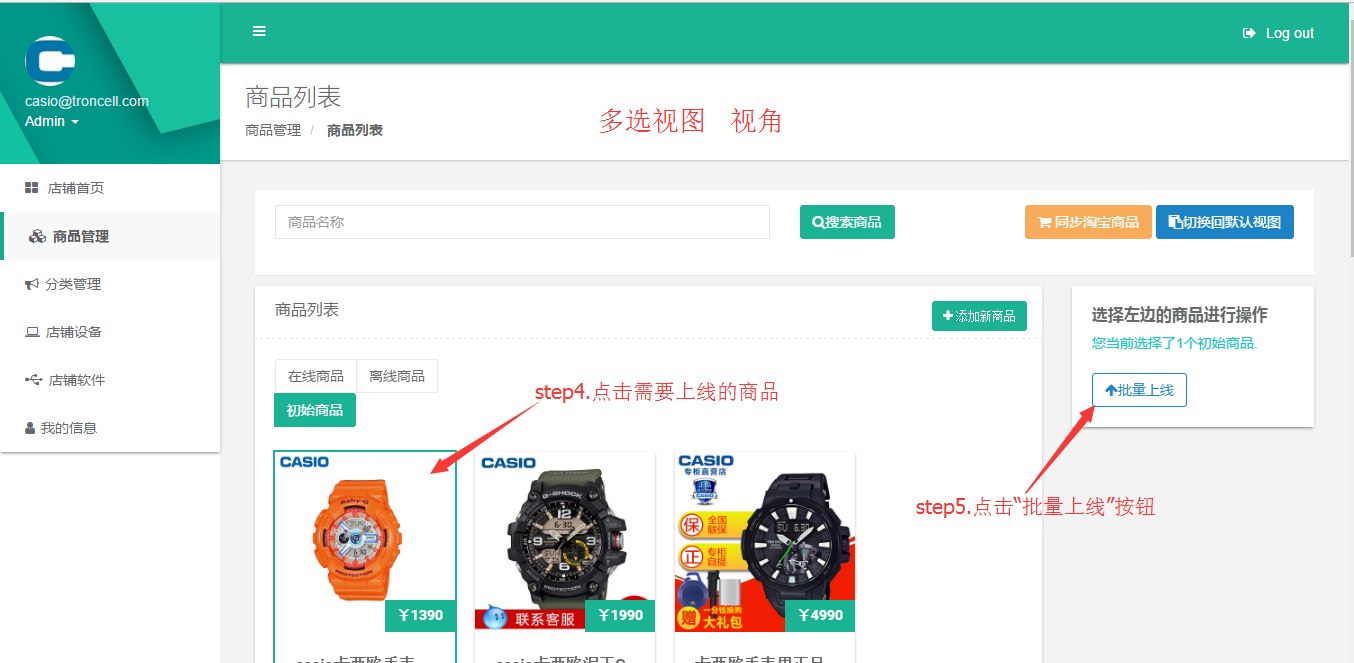 Log out
casio@troncell.com
Admin
商品列表
商品管理 / 商品列表
多选视图 视角
店铺首页
商品管理
分类管理
店铺设备
店铺软件
我的信息
商品名称
搜索商品
同步淘宝商品
切换回默认视图
商品列表
添加新商品
选择左边的商品进行操作
您当前选择了1个初始商品.
批量上线
在线商品
离线商品
初始商品
step4.点击需要上线的商品
step5.点击“批量上线”按钮
CASIO
Baby-G
PROTECTION
¥1390
CASIO
G-SHOCK
联系客服
¥1990
CASIO
专柜直营店
CASIO
保 全国联保
正 专柜自提
一分钱换购
赠 大礼包
¥4990